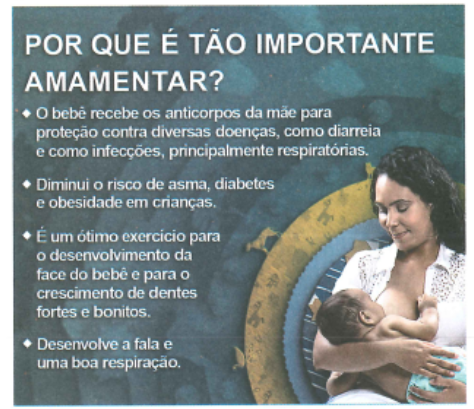 POR QUE É TÃO IMPORTANTE
AMAMENTAR?
◆ O bebê recebe os anticorpos da mãe para
proteção contra diversas doenças, como diarreia
e como infecções, principalmente respiratórias.
◆ Diminui o risco de asma, diabetes
e obesidade em crianças.
◆ É um ótimo exercício para
o desenvolvimento da
face do bebê e para o
crescimento de dentes
fortes e bonitos.
◆ Desenvolve a fala e
uma boa respiração.